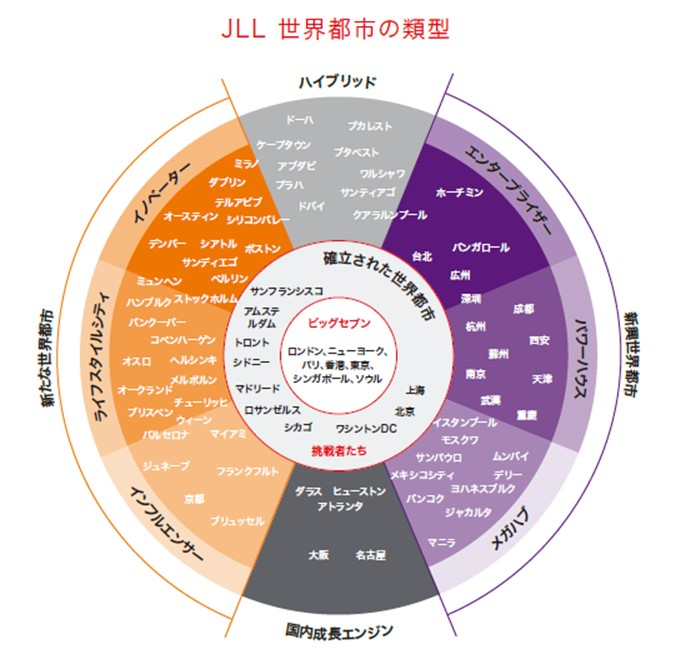 JLL 世界都市の類型
ハイブリッド
ドーハ
ブカレスト
ケープタウン
ブタペスト
アブダビ
ワルシャワ
プラハ
サンティアゴ
ドバイ
クアラルンプール
エンタープライザー
ホーチミン
バンガロール
台北
広州
新興世界都市
パワーハウス
深圳
成都
杭州
西安
蘇州
南京
天津
武漢
重慶
メガハブ
イスタンブール
モスクワ
サンパウロ
ムンバイ
メキシコシティ
デリー
ヨハネスブルク
バンコク
ジャカルタ
マニラ
国内成長エンジン
ダラス ヒューストン
アトランタ
大阪
名古屋
新たな世界都市
イノベーター
ミラノ
ダブリン
テルアビブ
オースティン
シリコンバレー
デンバー
シアトル
ボストン
サンディエゴ
ベルリン
ミュンヘン
ライフスタイルシティ
ハンブルク
ストックホルム
バンクーバー
コペンハーゲン
オスロ
ヘルシンキ
メルボルン
オークランド
チューリッヒ
ブリスベン
ウィーン
バルセロナ
インフルエンサー
マイアミ
ジュネーブ
フランクフルト
京都
ブリュッセル
確立された世界都市
サンフランシスコ
アムステ
ルダム
トロント
シドニー
マドリード
ロサンゼルス
シカゴ
ワシントンDC
北京
上海
挑戦者たち
ビッグセブン
ロンドン、ニューヨーク、
パリ、香港、東京、
シンガポール、ソウル